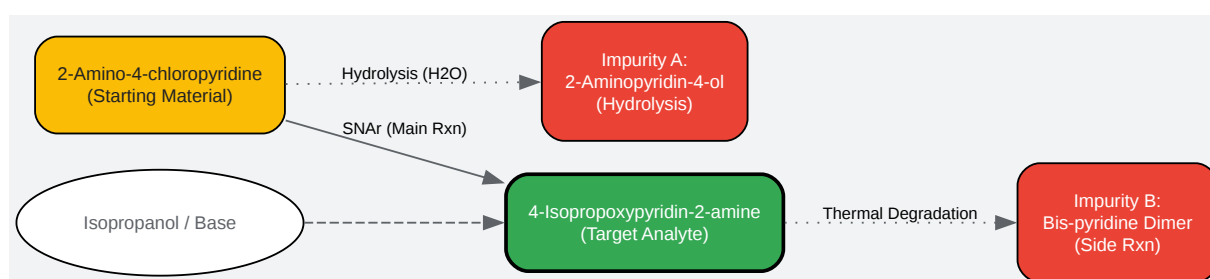 2-Amino-4-chloropyridine
(Starting Material)
Hydrolysis (H2O)
Impurity A:
2-Aminopyridin-4-ol
(Hydrolysis)
SNAr (Main Rxn)
Isopropanol / Base
4-Isopropoxypyridin-2-amine
(Target Analyte)
Thermal Degradation
Impurity B:
Bis-pyridine Dimer
(Side Rxn)